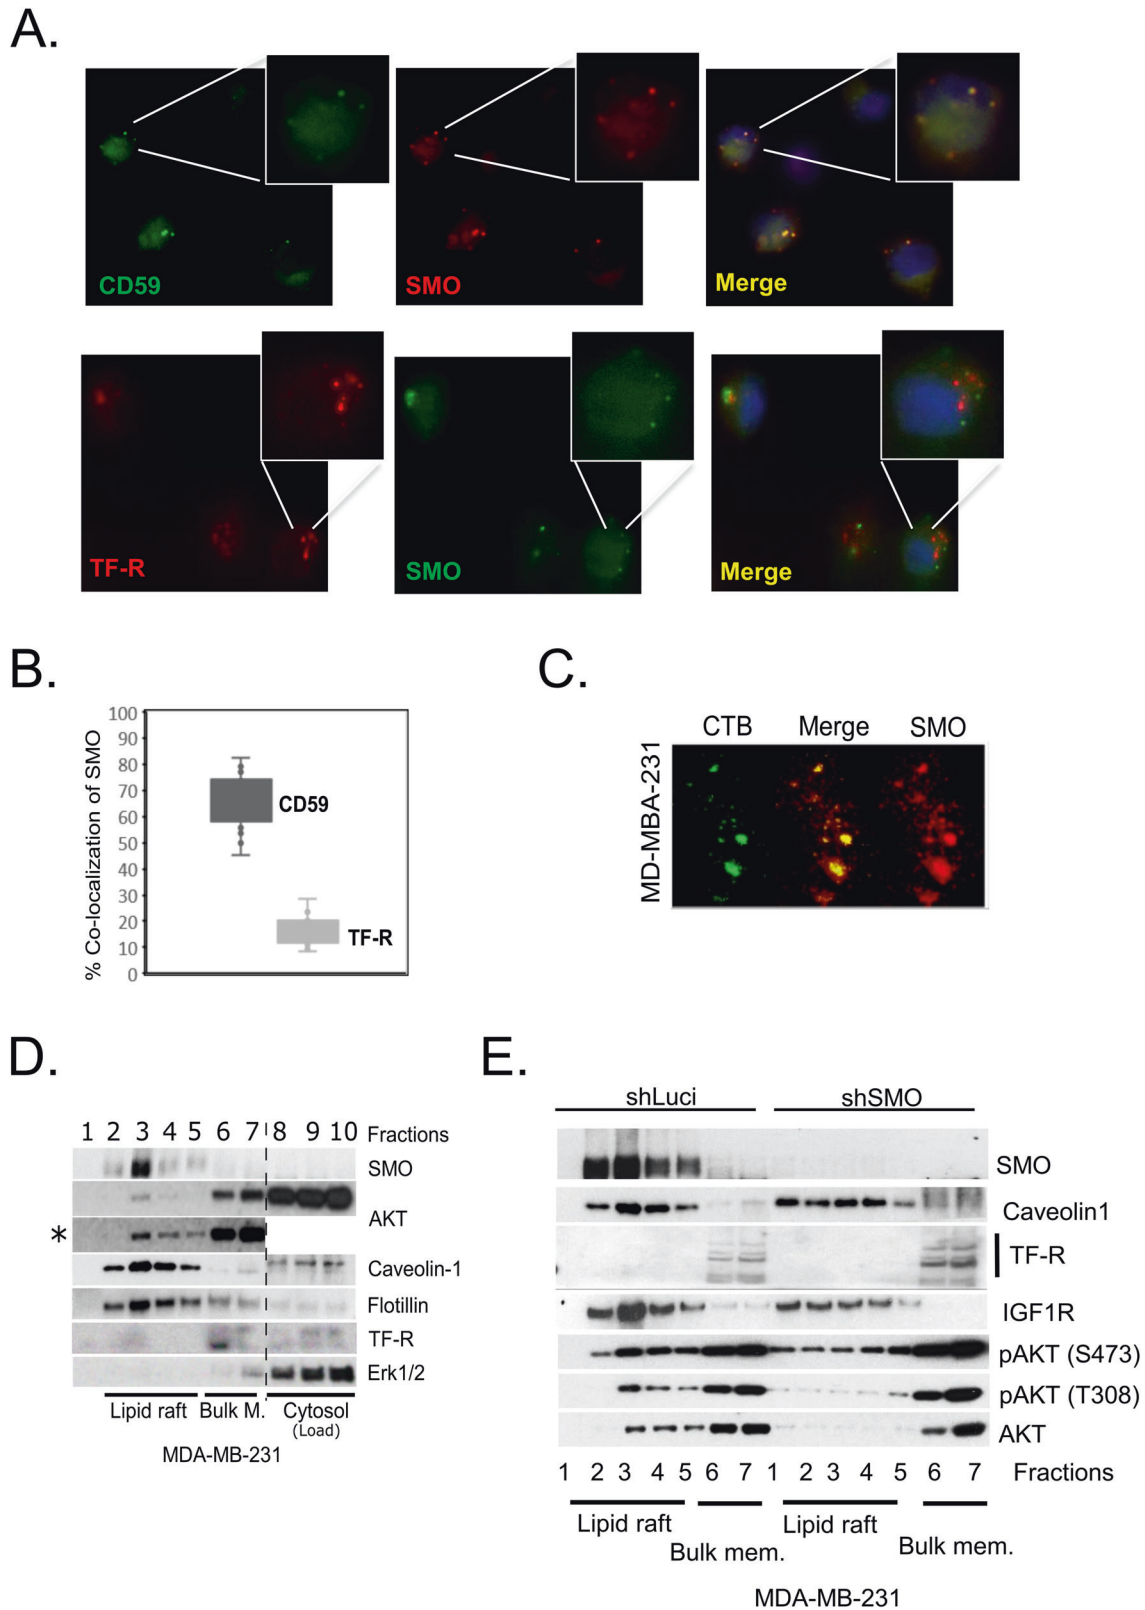 A.
CD59
SMO
Merge
TF-R
SMO
Merge
B.
% Co-localization of SMO
100
90
80
70
60
50
40
30
20
10
0
CD59
TF-R
C.
CTB Merge SMO
MD-MBA-231
D.
1 2 3 4 5 6 7 8 9 10 Fractions
SMO
AKT
*
Caveolin-1
Flotillin
TF-R
Erk1/2
Lipid raft Bulk M. Cytosol
(Load)
MDA-MB-231
E.
shLuci shSMO
SMO
Caveolin1
TF-R
IGF1R
pAKT (S473)
pAKT (T308)
AKT
1 2 3 4 5 6 7 1 2 3 4 5 6 7 Fractions
Lipid raft Bulk mem. Lipid raft Bulk mem.
MDA-MB-231